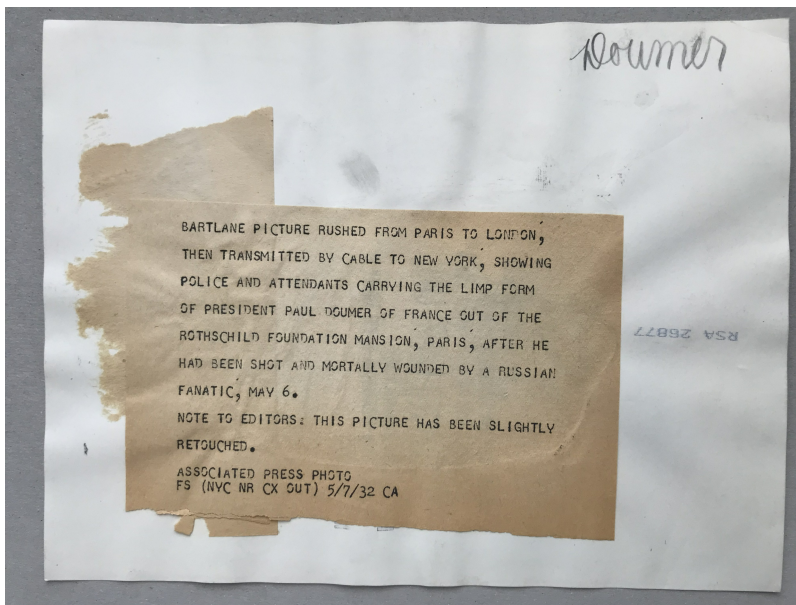 Doumer
BARTLANE PICTURE RUSHED FROM PARIS TO LONDON,
THEN TRANSMITTED BY CABLE TO NEW YORK, SHOWING
POLICE AND ATTENDANTS CARRYING THE LIMP FORM
OF PRESIDENT PAUL DOUMER OF FRANCE OUT OF THE
ROTHSCHILD FOUNDATION MANSION, PARIS, AFTER HE
HAD BEEN SHOT AND MORTALLY WOUNDED BY A RUSSIAN
FANATIC, MAY 6.
NOTE TO EDITORS: THIS PICTURE HAS BEEN SLIGHTLY
RETOUCHED.
ASSOCIATED PRESS PHOTO
FS (NYC NR CX OUT) 5/7/32 CA
RSA 26877